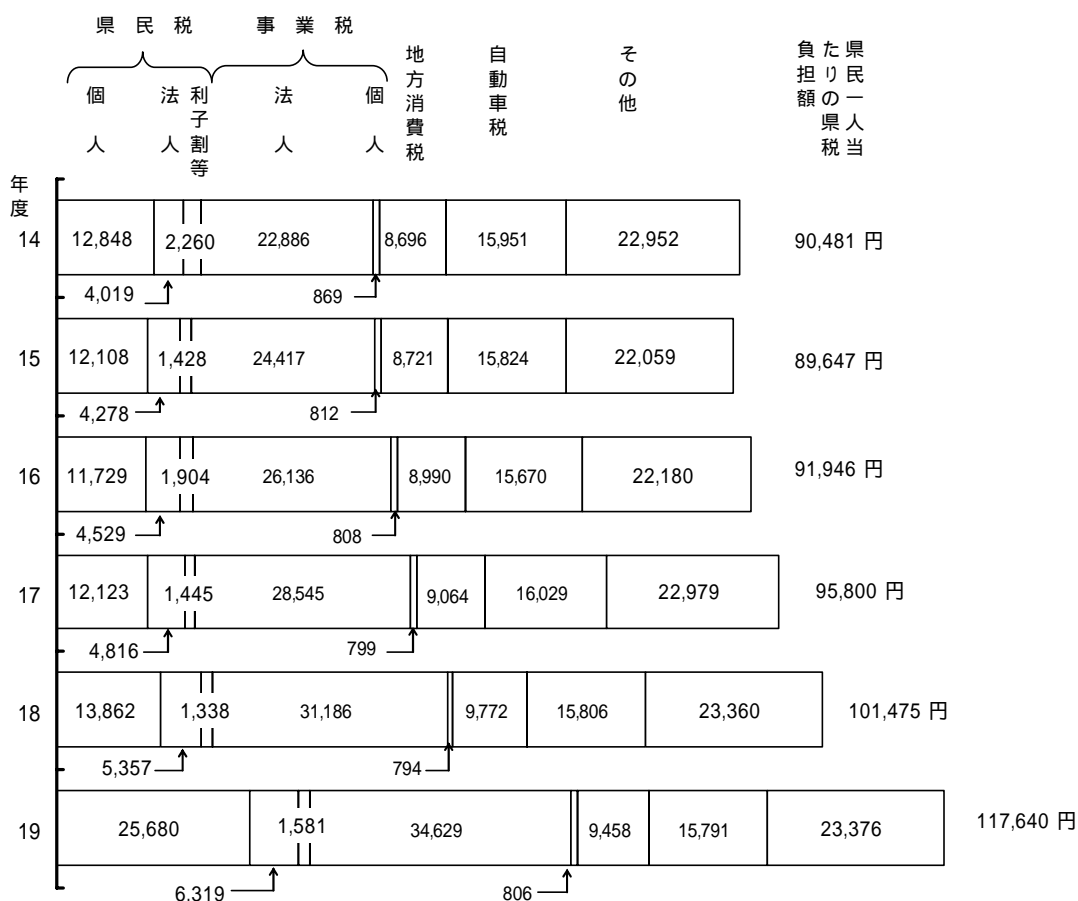 県民税
事業税
個人
法人
利子割等
法人
個人
地方消費税
自動車税
その他
県民一人当
たりの県税
負担額
年度
14 12,848 2,260 22,886 8,696 15,951 22,952 90,481 円
4,019 869
15 12,108 1,428 24,417 8,721 15,824 22,059 89,647 円
4,278 812
16 11,729 1,904 26,136 8,990 15,670 22,180 91,946 円
4,529 808
17 12,123 1,445 28,545 9,064 16,029 22,979 95,800 円
4,816 799
18 13,862 1,338 31,186 9,772 15,806 23,360 101,475 円
5,357 794
19 25,680 1,581 34,629 9,458 15,791 23,376 117,640 円
6,319 806